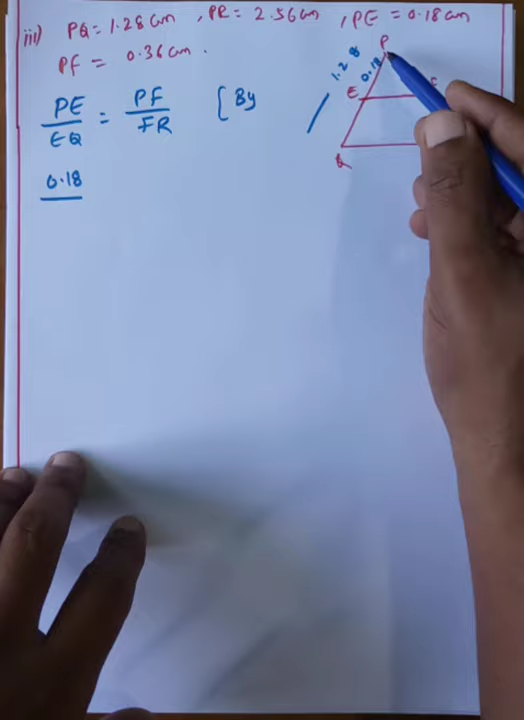 iii) PQ = 1.28 cm , PR = 2.56 cm , PE = 0.18 cm
PF = 0.36 cm .
PE/EQ = PF/FR [ By
0.18
P
1.28
0.18
E
Q